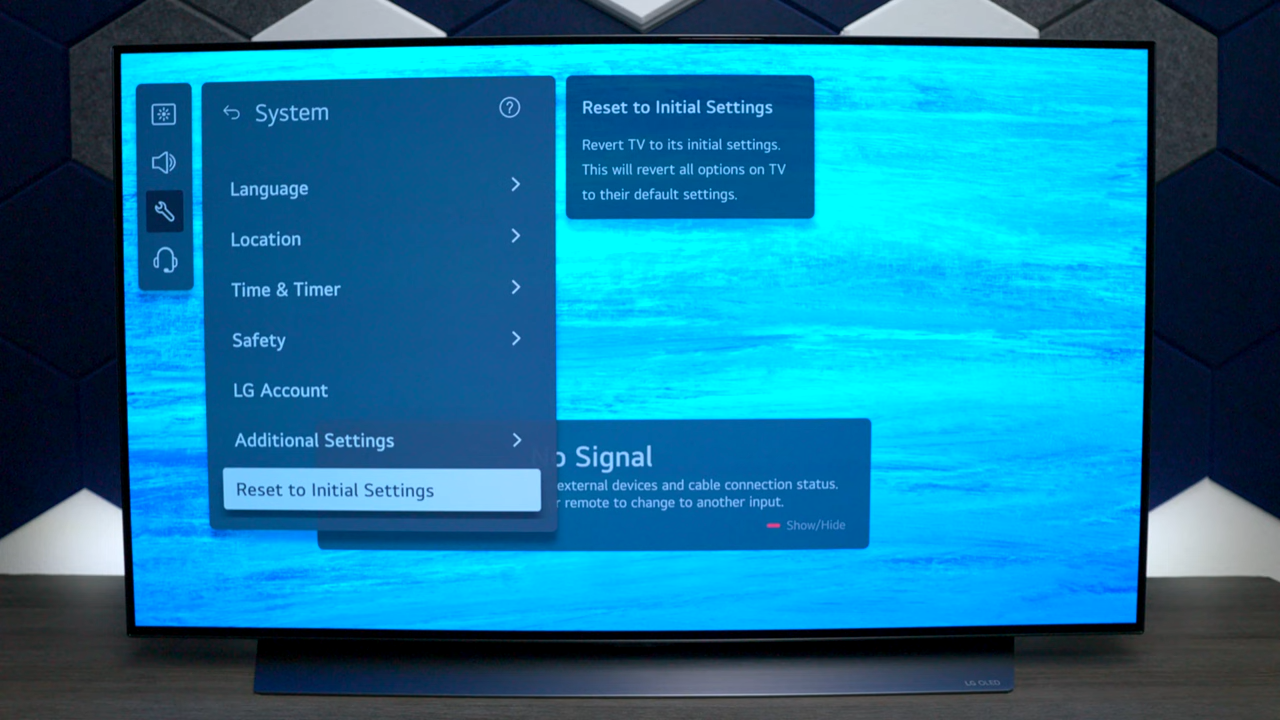 System
Language
Location
Time & Timer
Safety
LG Account
Additional Settings
Reset to Initial Settings
Reset to Initial Settings
Revert TV to its initial settings.
This will revert all options on TV
to their default settings.
No Signal
external devices and cable connection status.
remote to change to another input.
Show/Hide
LG OLED